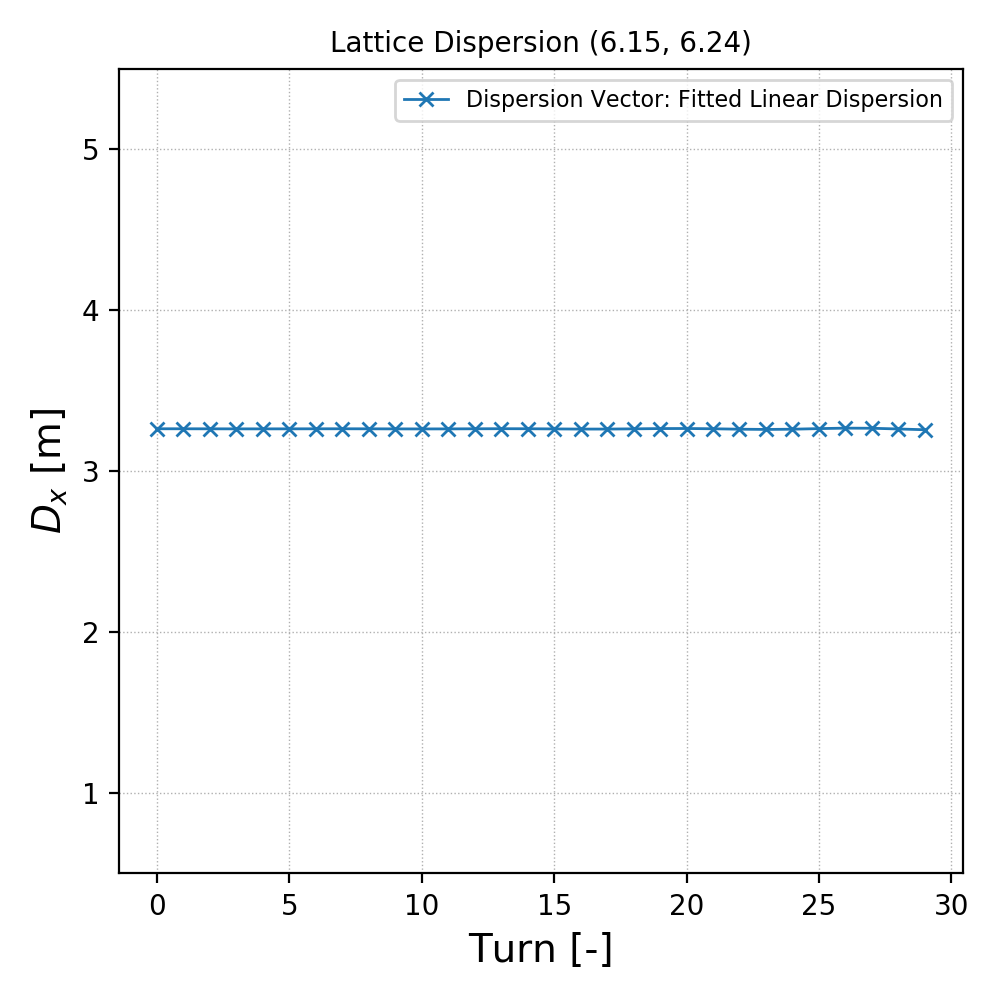 Lattice Dispersion (6.15, 6.24)
Dispersion Vector: Fitted Linear Dispersion
5
4
3
2
1
D_x [m]
0 5 10 15 20 25 30
Turn [-]